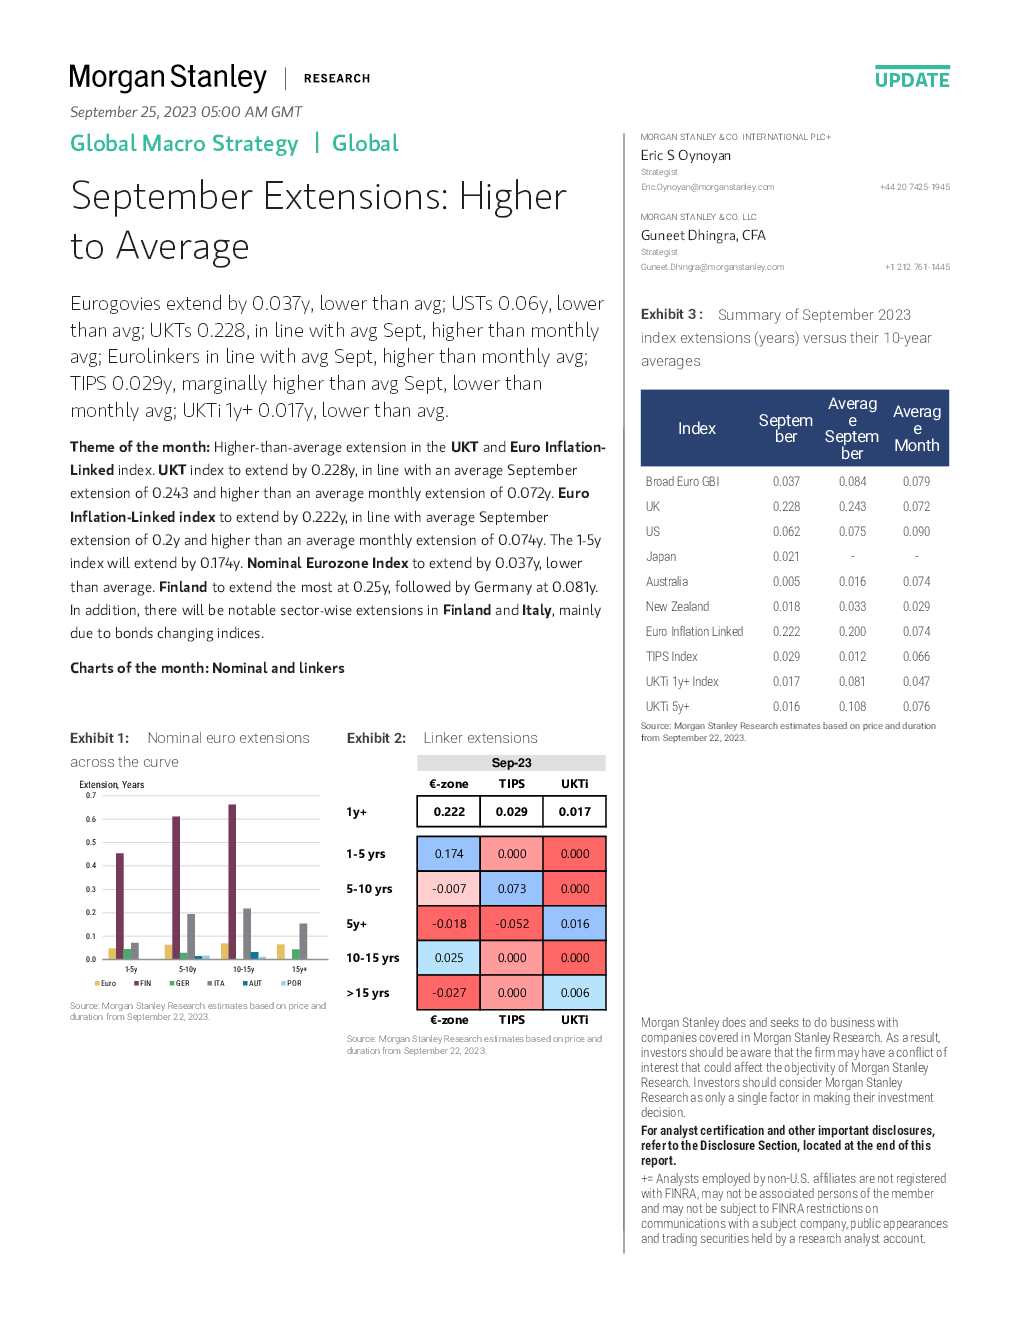 Morgan Stanley | RESEARCH
UPDATE
September 25, 2023 05:00 AM GMT
Global Macro Strategy | Global
September Extensions: Higher
to Average
Eurogovies extend by 0.037y, lower than avg; USTs 0.06y, lower
than avg; UKTs 0.228, in line with avg Sept, higher than monthly
avg; Eurolinkers in line with avg Sept, higher than monthly avg;
TIPS 0.029y, marginally higher than avg Sept, lower than
monthly avg; UKTi 1y+ 0.017y, lower than avg.
Theme of the month: Higher-than-average extension in the UKT and Euro Inflation-
Linked index. UKT index to extend by 0.228y, in line with an average September
extension of 0.243 and higher than an average monthly extension of 0.072y. Euro
Inflation-Linked index to extend by 0.222y, in line with average September
extension of 0.2y and higher than an average monthly extension of 0.074y. The 1-5y
index will extend by 0.174y. Nominal Eurozone Index to extend by 0.037y, lower
than average. Finland to extend the most at 0.25y, followed by Germany at 0.081y.
In addition, there will be notable sector-wise extensions in Finland and Italy, mainly
due to bonds changing indices.
Charts of the month: Nominal and linkers
Exhibit 1: Nominal euro extensions
across the curve
Extension, Years
0.7
0.6
0.5
0.4
0.3
0.2
0.1
0.0
1-5y 5-10y 10-15y 15y+
Euro FIN GER ITA AUT POR
Source: Morgan Stanley Research estimates based on price and
duration from September 22, 2023.
Exhibit 2: Linker extensions
Sep-23
€-zone TIPS UKTi
1y+ 0.222 0.029 0.017
1-5 yrs 0.174 0.000 0.000
5-10 yrs -0.007 0.073 0.000
5y+ -0.018 -0.052 0.016
10-15 yrs 0.025 0.000 0.000
>15 yrs -0.027 0.000 0.006
€-zone TIPS UKTi
Source: Morgan Stanley Research estimates based on price and
duration from September 22, 2023.
MORGAN STANLEY & CO. INTERNATIONAL PLC+
Eric S Oynoyan
Strategist
Eric.Oynoyan@morganstanley.com +44 20 7425-1945
MORGAN STANLEY & CO. LLC
Guneet Dhingra, CFA
Strategist
Guneet.Dhingra@morganstanley.com +1 212 761-1445
Exhibit 3 : Summary of September 2023
index extensions (years) versus their 10-year
averages
Index Septem
ber Averag
e
Septem
ber Averag
e
Month
Broad Euro GBI 0.037 0.084 0.079
UK 0.228 0.243 0.072
US 0.062 0.075 0.090
Japan 0.021 - -
Australia 0.005 0.016 0.074
New Zealand 0.018 0.033 0.029
Euro Inflation Linked 0.222 0.200 0.074
TIPS Index 0.029 0.012 0.066
UKTi 1y+ Index 0.017 0.081 0.047
UKTi 5y+ 0.016 0.108 0.076
Source: Morgan Stanley Research estimates based on price and duration
from September 22, 2023.
Morgan Stanley does and seeks to do business with
companies covered in Morgan Stanley Research. As a result,
investors should be aware that the firm may have a conflict of
interest that could affect the objectivity of Morgan Stanley
Research. Investors should consider Morgan Stanley
Research as only a single factor in making their investment
decision.
For analyst certification and other important disclosures,
refer to the Disclosure Section, located at the end of this
report.
+= Analysts employed by non-U.S. affiliates are not registered
with FINRA, may not be associated persons of the member
and may not be subject to FINRA restrictions on
communications with a subject company, public appearances
and trading securities held by a research analyst account.